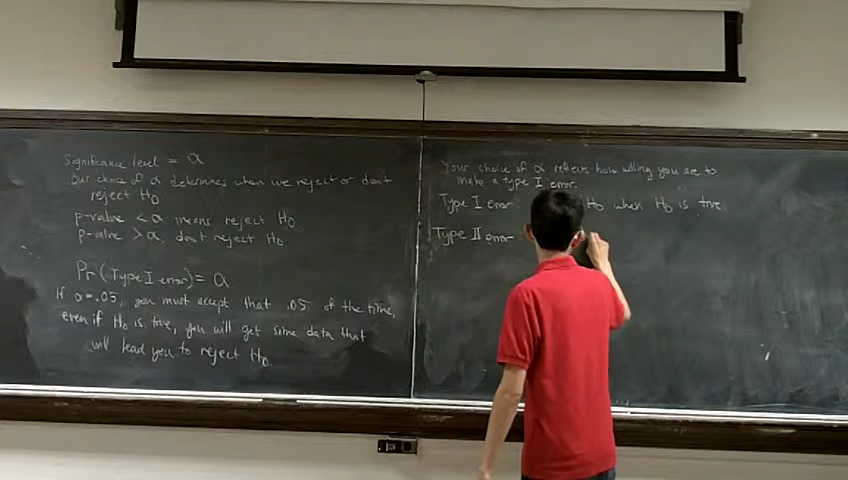 Significance level = α
Our choice of α determines when we reject or don't
reject H0
p-value < α means reject H0
p-value > α, don't reject H0
Pr(Type I error) = α
If α=.05, you must accept that .05 of the time,
even if H0 is true, you will get some data that
will lead you to reject H0.
Your choice of α reflects how willing you are to
make a type I error.
Type I error H0 when H0 is true
Type II error